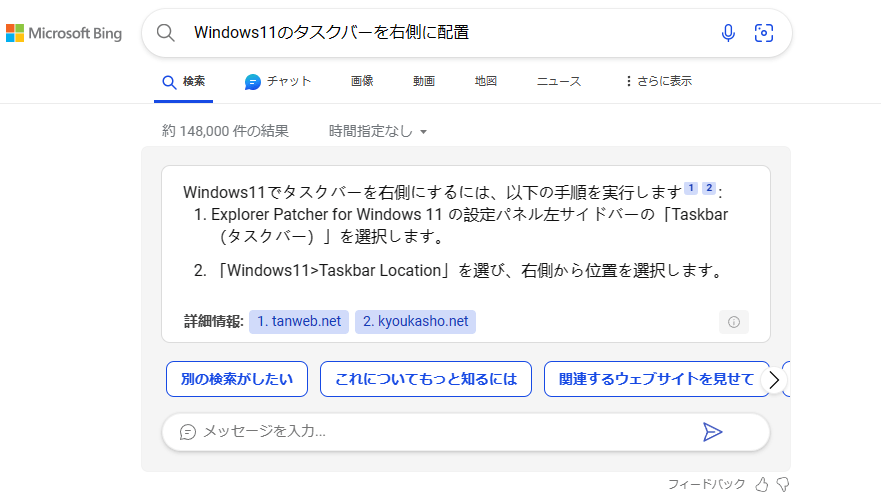 Microsoft Bing
Windows11のタスクバーを右側に配置
検索 チャット 画像 動画 地図 ニュース さらに表示
約 148,000 件の結果 時間指定なし
Windows11でタスクバーを右側にするには、以下の手順を実行します 1 2 :
1. Explorer Patcher for Windows 11 の設定パネル左サイドバーの「Taskbar
（タスクバー）」を選択します。
2. 「Windows11>Taskbar Location」を選び、右側から位置を選択します。
詳細情報: 1. tanweb.net 2. kyoukasho.net
別の検索がしたい これについてもっと知るには 関連するウェブサイトを見せて
メッセージを入力...
フィードバック